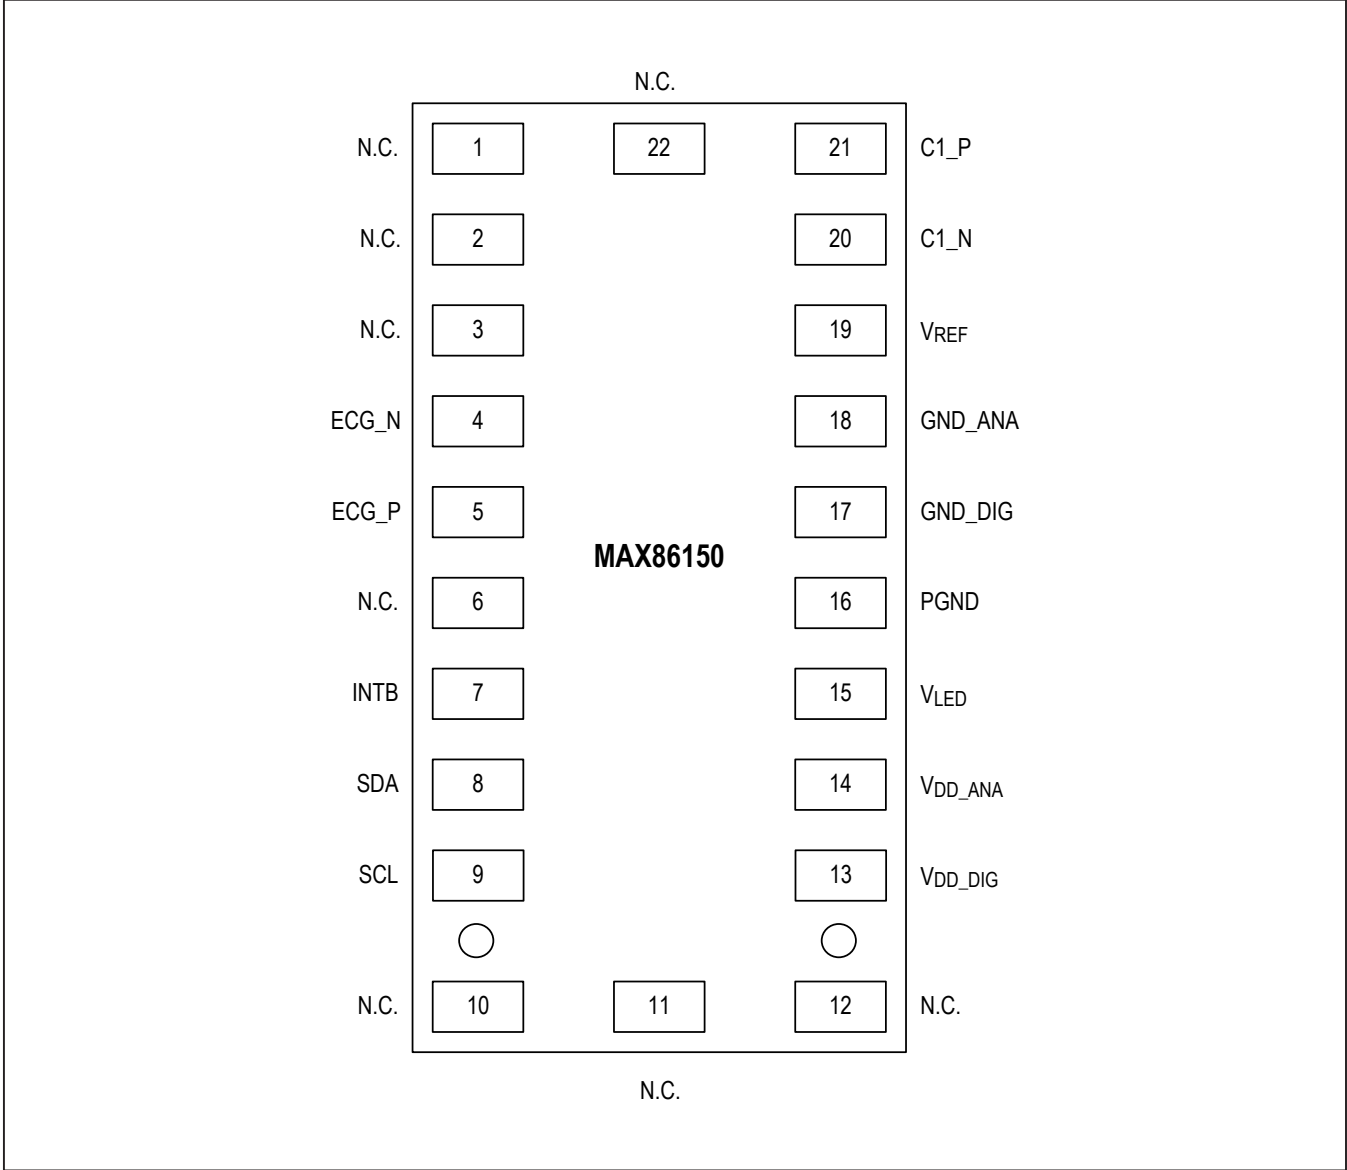 N.C.
N.C. 1 22 21 C1_P
N.C. 2 20 C1_N
N.C. 3 19 VREF
ECG_N 4 18 GND_ANA
ECG_P 5 17 GND_DIG
MAX86150
N.C. 6 16 PGND
INTB 7 15 VLED
SDA 8 14 VDD_ANA
SCL 9 13 VDD_DIG
N.C. 10 11 12 N.C.
N.C.